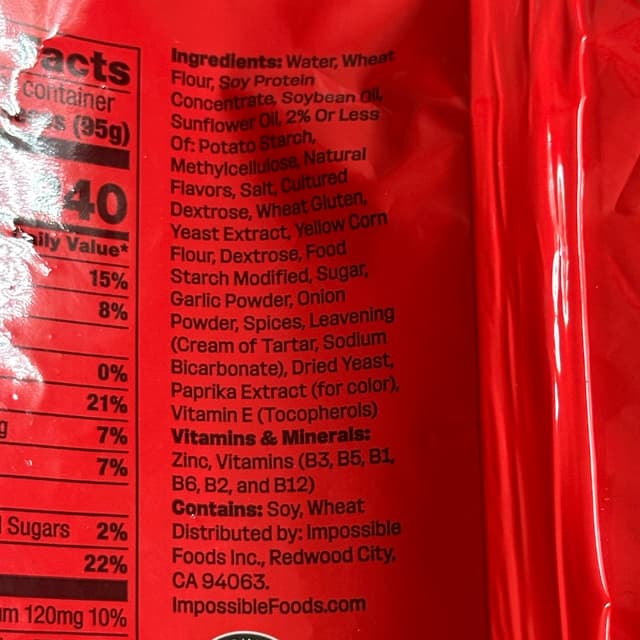 acts
container
(95g)
40
Daily Value*
15%
8%
0%
21%
g 7%
7%
Sugars 2%
22%
120mg 10%
Ingredients: Water, Wheat
Flour, Soy Protein
Concentrate, Soybean Oil,
Sunflower Oil, 2% Or Less
Of: Potato Starch,
Methylcellulose, Natural
Flavors, Salt, Cultured
Dextrose, Wheat Gluten,
Yeast Extract, Yellow Corn
Flour, Dextrose, Food
Starch Modified, Sugar,
Garlic Powder, Onion
Powder, Spices, Leavening
(Cream of Tartar, Sodium
Bicarbonate), Dried Yeast,
Paprika Extract (for color),
Vitamin E (Tocopherols)
Vitamins & Minerals:
Zinc, Vitamins (B3, B5, B1,
B6, B2, and B12)
Contains: Soy, Wheat
Distributed by: Impossible
Foods Inc., Redwood City,
CA 94063.
ImpossibleFoods.com